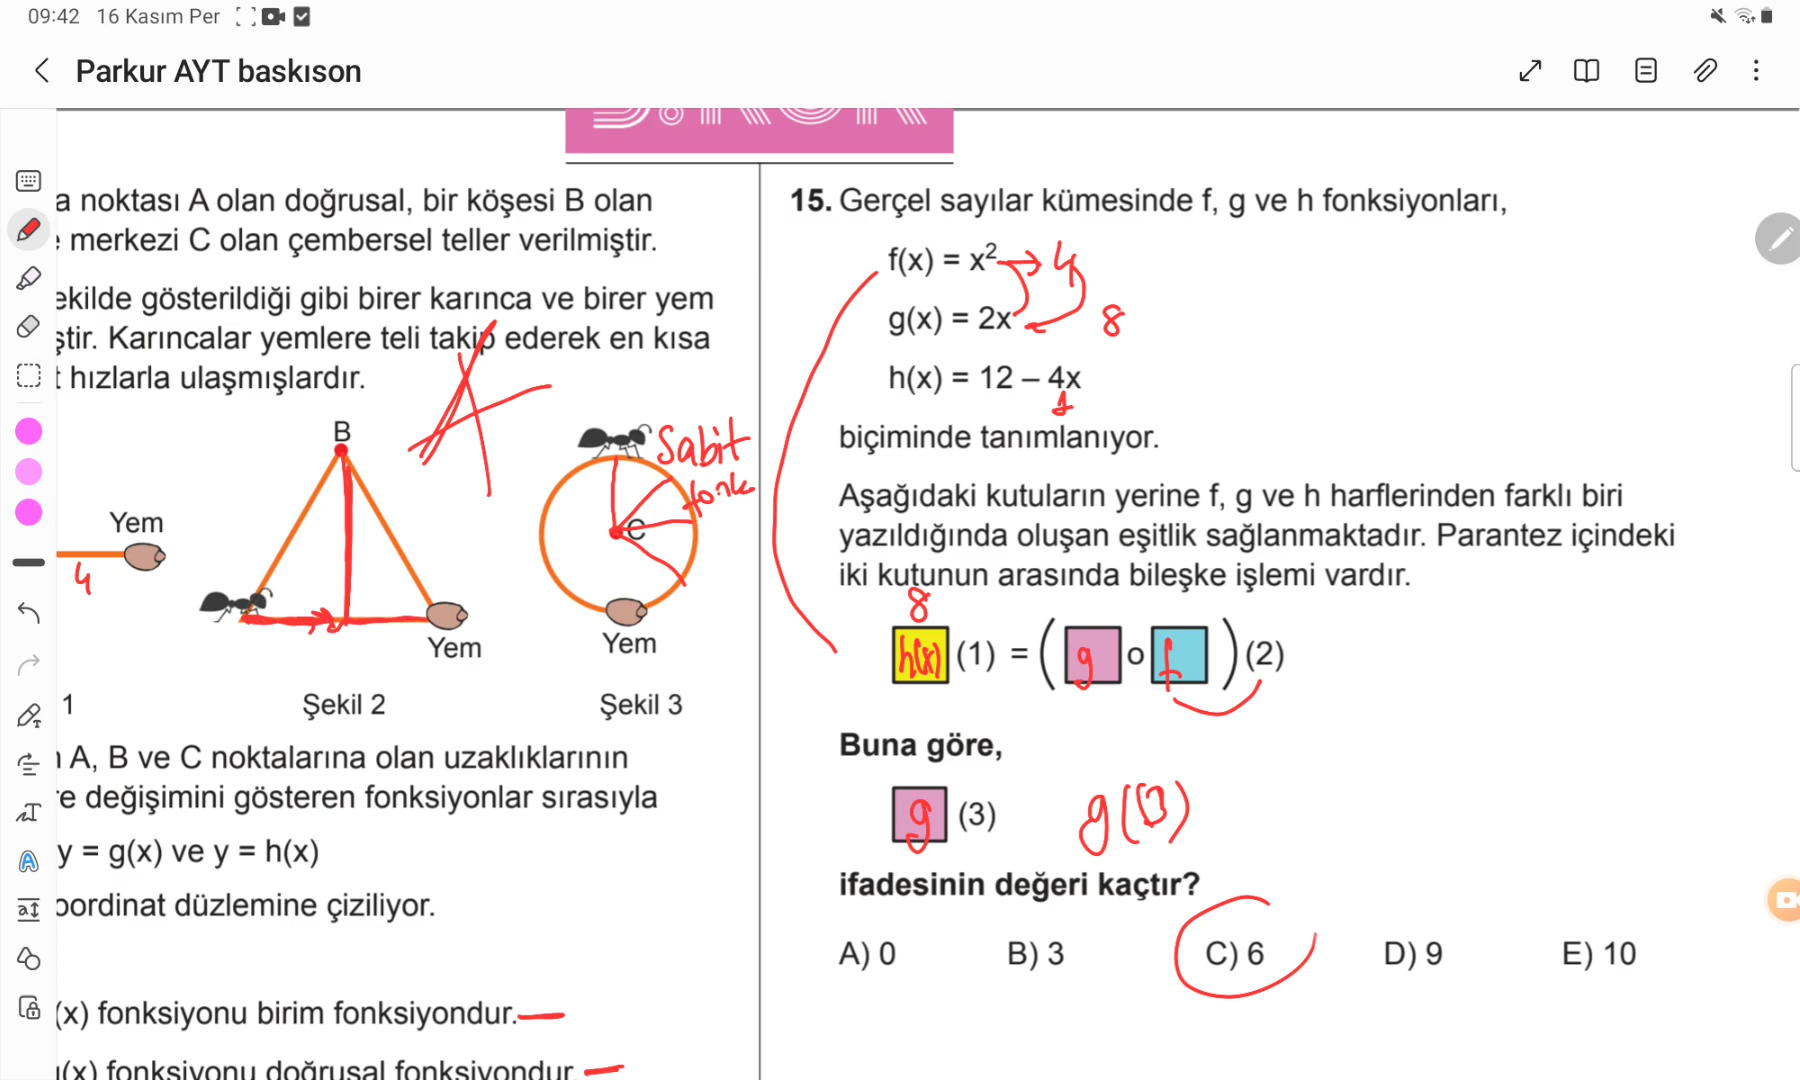 09:42 16 Kasım Per
Parkur AYT baskıson
a noktası A olan doğrusal, bir köşesi B olan
merkezi C olan çembersel teller verilmiştir.
ekilde gösterildiği gibi birer karınca ve birer yem
ştir. Karıncalar yemlere teli takip ederek en kısa
t hızlarla ulaşmışlardır.
B
Sabit
fonk
C
Yem
4
Yem
Yem
1
Şekil 2
Şekil 3
A, B ve C noktalarına olan uzaklıklarının
re değişimini gösteren fonksiyonlar sırasıyla
y = g(x) ve y = h(x)
oordinat düzlemine çiziliyor.
(x) fonksiyonu birim fonksiyondur.
(x) fonksiyonu doğrusal fonksiyondur.
15. Gerçel sayılar kümesinde f, g ve h fonksiyonları,
f(x) = x² 4
g(x) = 2x 8
h(x) = 12 – 4x
1
biçiminde tanımlanıyor.
Aşağıdaki kutuların yerine f, g ve h harflerinden farklı biri
yazıldığında oluşan eşitlik sağlanmaktadır. Parantez içindeki
iki kutunun arasında bileşke işlemi vardır.
8
h(x) (1) = ( g o f ) (2)
Buna göre,
g (3) g(3)
ifadesinin değeri kaçtır?
A) 0 B) 3 C) 6 D) 9 E) 10